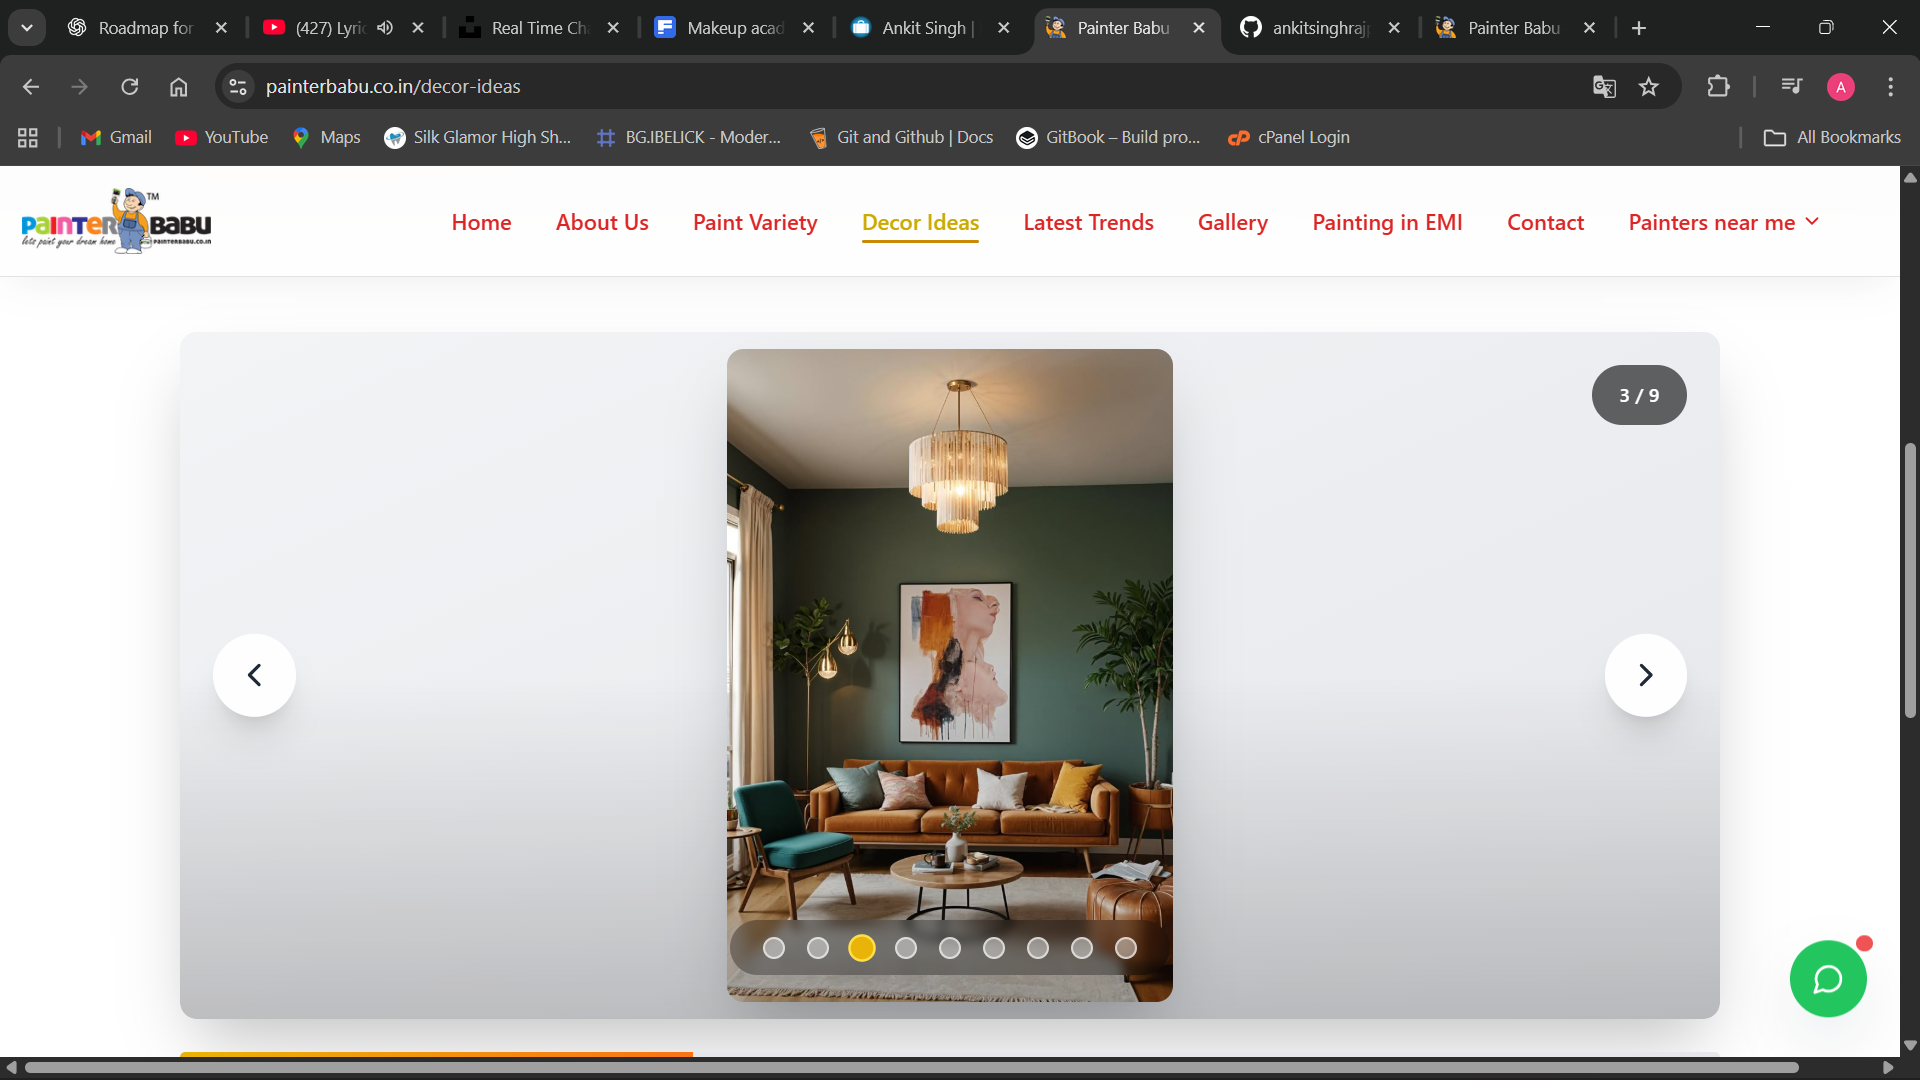 Roadmap for
(427) Lyri
Real Time Ch
Makeup acad
Ankit Singh |
Painter Babu
ankitsinghraj
Painter Babu
painterbabu.co.in/decor-ideas
A
Gmail
YouTube
Maps
Silk Glamor High Sh...
BG.IBELICK - Moder...
Git and Github | Docs
GitBook – Build pro...
cPanel Login
All Bookmarks
PAINTER BABU TM
lets paint your dream home
PAINTERBABU.CO.IN
Home
About Us
Paint Variety
Decor Ideas
Latest Trends
Gallery
Painting in EMI
Contact
Painters near me
3 / 9